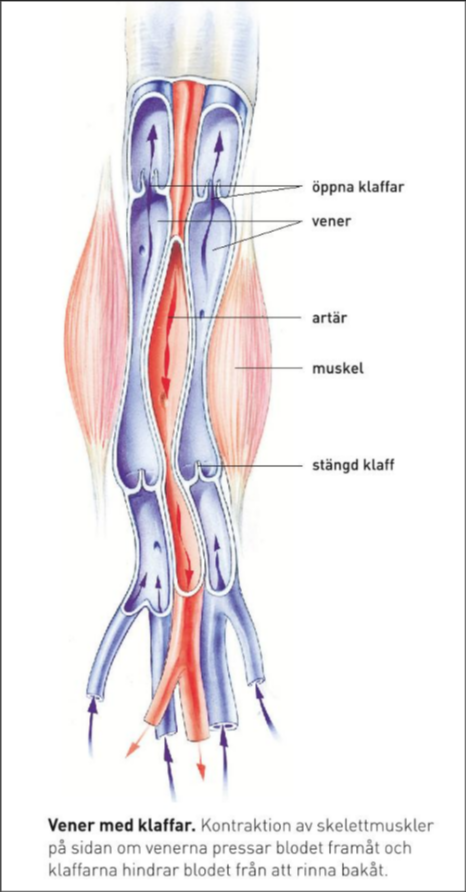 öppna klaffar
vener
artär
muskel
stängd klaff
Vener med klaffar. Kontraktion av skelettmuskler
på sidan om venerna pressar blodet framåt och
klaffarna hindrar blodet från att rinna bakåt.